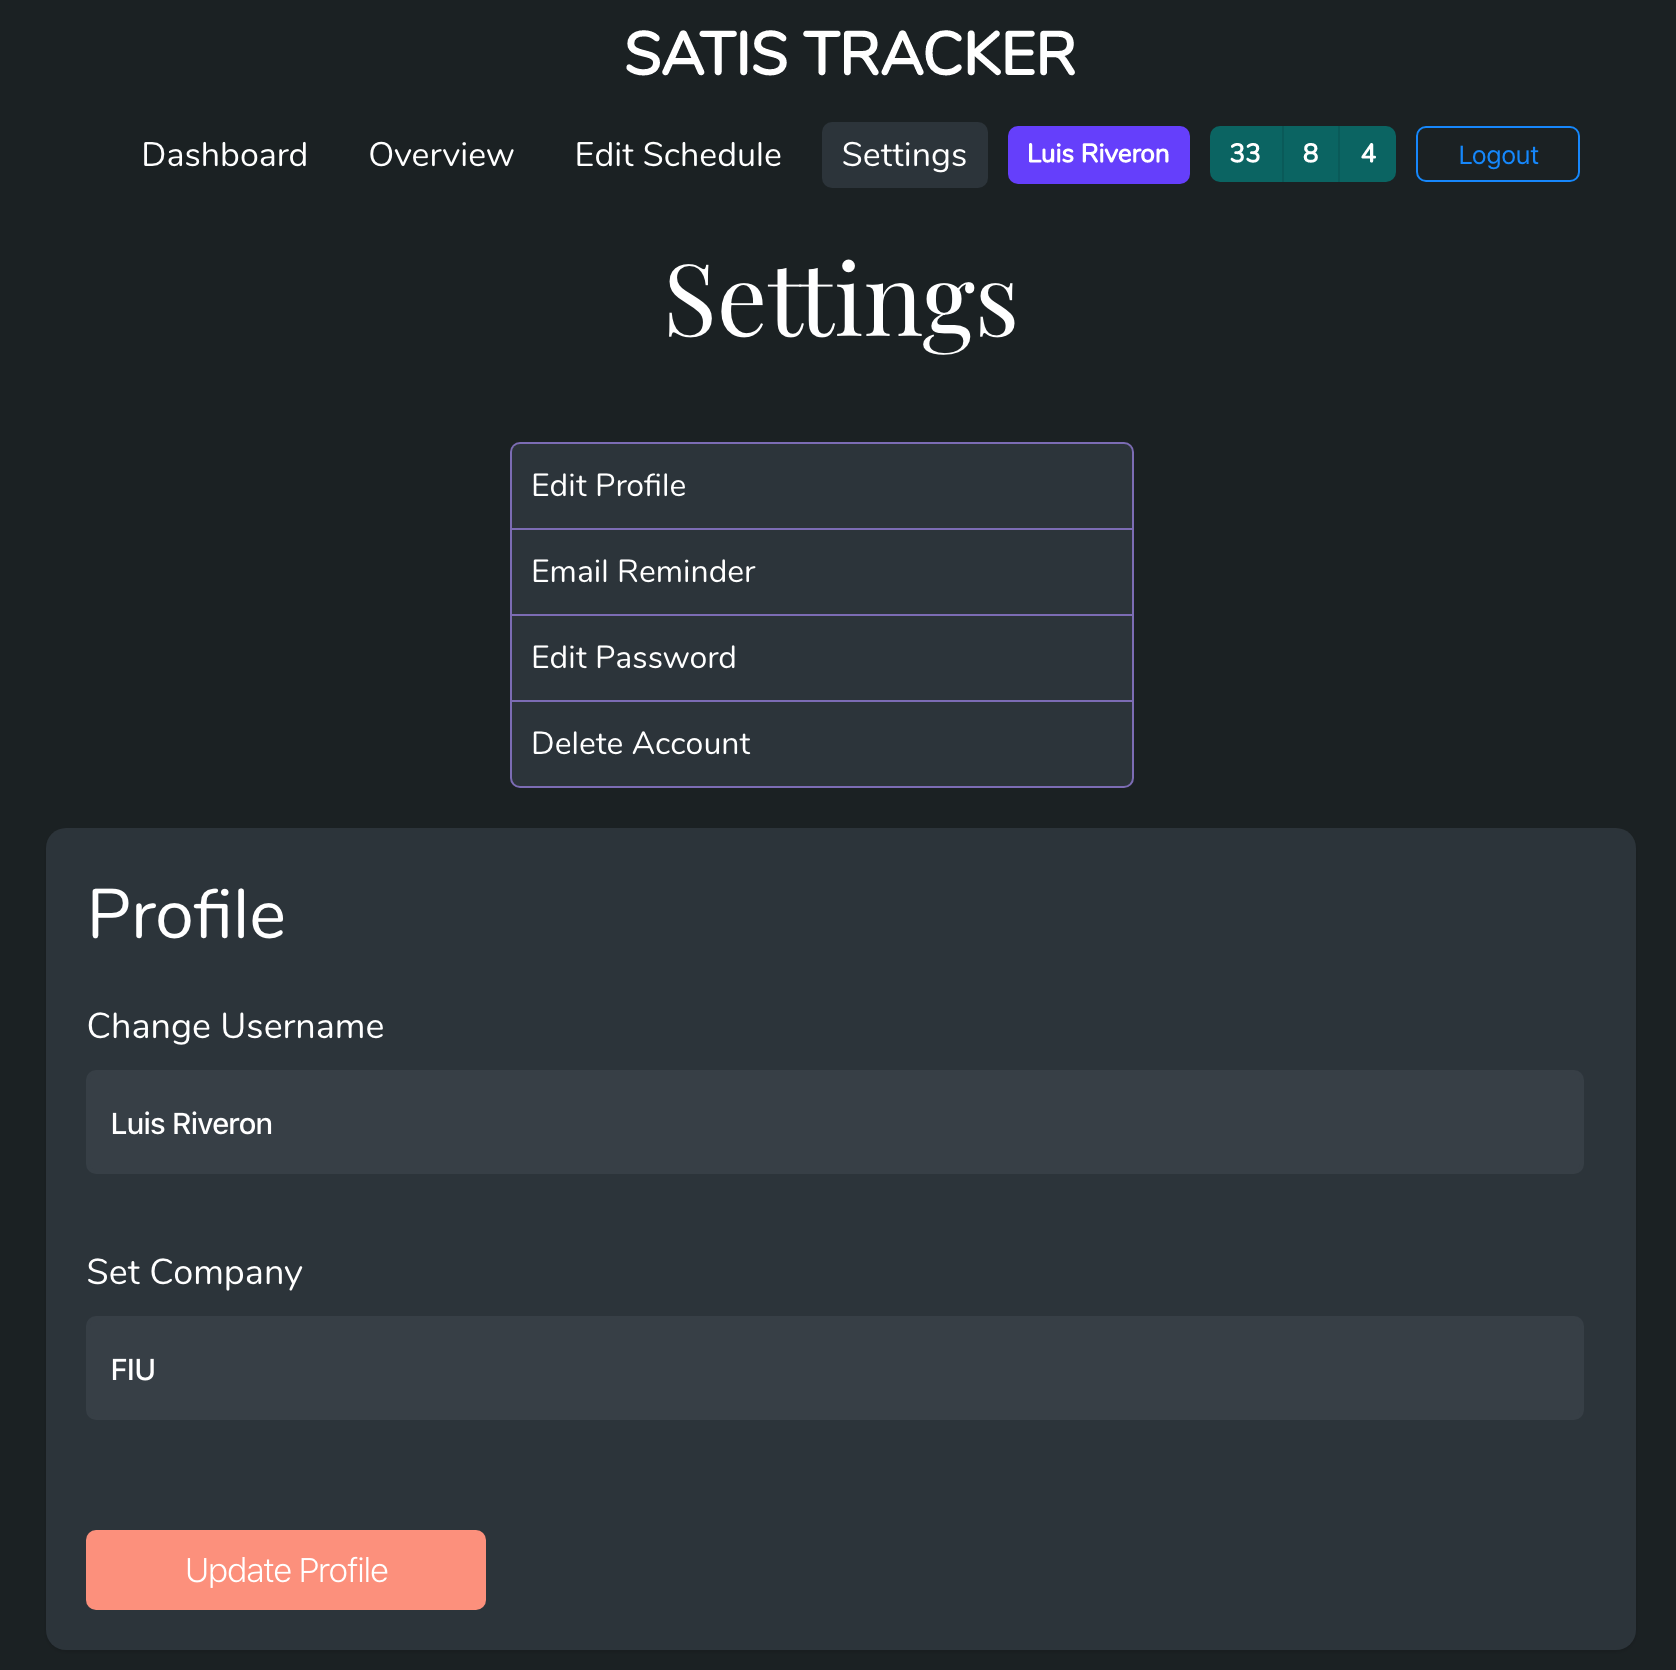 SATIS TRACKER
Dashboard Overview Edit Schedule Settings Luis Riveron 33 8 4 Logout
Settings
Edit Profile
Email Reminder
Edit Password
Delete Account
Profile
Change Username
Luis Riveron
Set Company
FIU
Update Profile